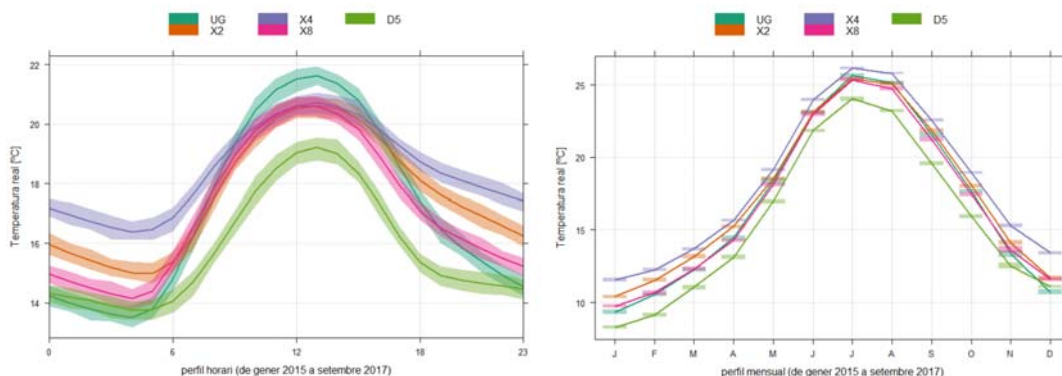 UG X4 D5
X2 X8
Temperatura real [ºC]
22
20
18
16
14
0 6 12 18 23
perfil horari (de gener 2015 a setembre 2017)
UG X4 D5
X2 X8
Temperatura real [ºC]
25
20
15
10
J F M A M J J A S O N D
perfil mensual (de gener 2015 a setembre 2017)